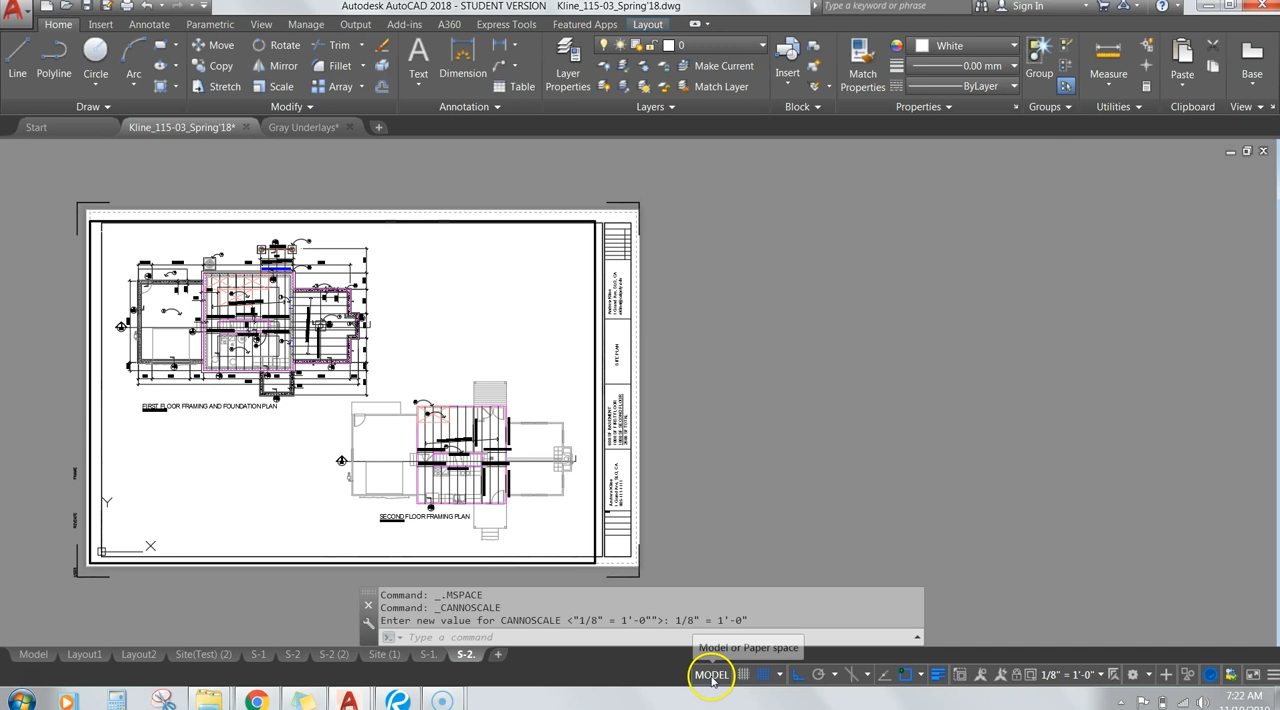 Autodesk AutoCAD 2018 - STUDENT VERSION Kline_115-03_Spring'18.dwg
Type a keyword or phrase
Sign In
Home Insert Annotate Parametric View Manage Output Add-ins A360 Express Tools Featured Apps Layout
Line Polyline Circle Arc
Move Rotate Trim
Copy Mirror Fillet
Stretch Scale Array
Text Dimension
Table
Layer Properties
0
Make Current
Match Layer
Insert
Match Properties
White
0.00 mm
ByLayer
Group
Measure
Paste
Base
Draw Modify Annotation Layers Block Properties Groups Utilities Clipboard View
Start Kline_115-03_Spring'18* Gray Underlays*
FIRST FLOOR FRAMING AND FOUNDATION PLAN
SECOND FLOOR FRAMING PLAN
SITE PLAN
Y
X
Command: _.MSPACE
Command: _CANNOSCALE
Enter new value for CANNOSCALE <"1/8" = 1'-0"">: 1/8" = 1'-0"
Type a command
Model or Paper space
Model Layout1 Layout2 Site(Test) (2) S-1 S-2 S-2 (2) Site (1) S-1. S-2.
MODEL
1/8" = 1'-0"
7:22 AM